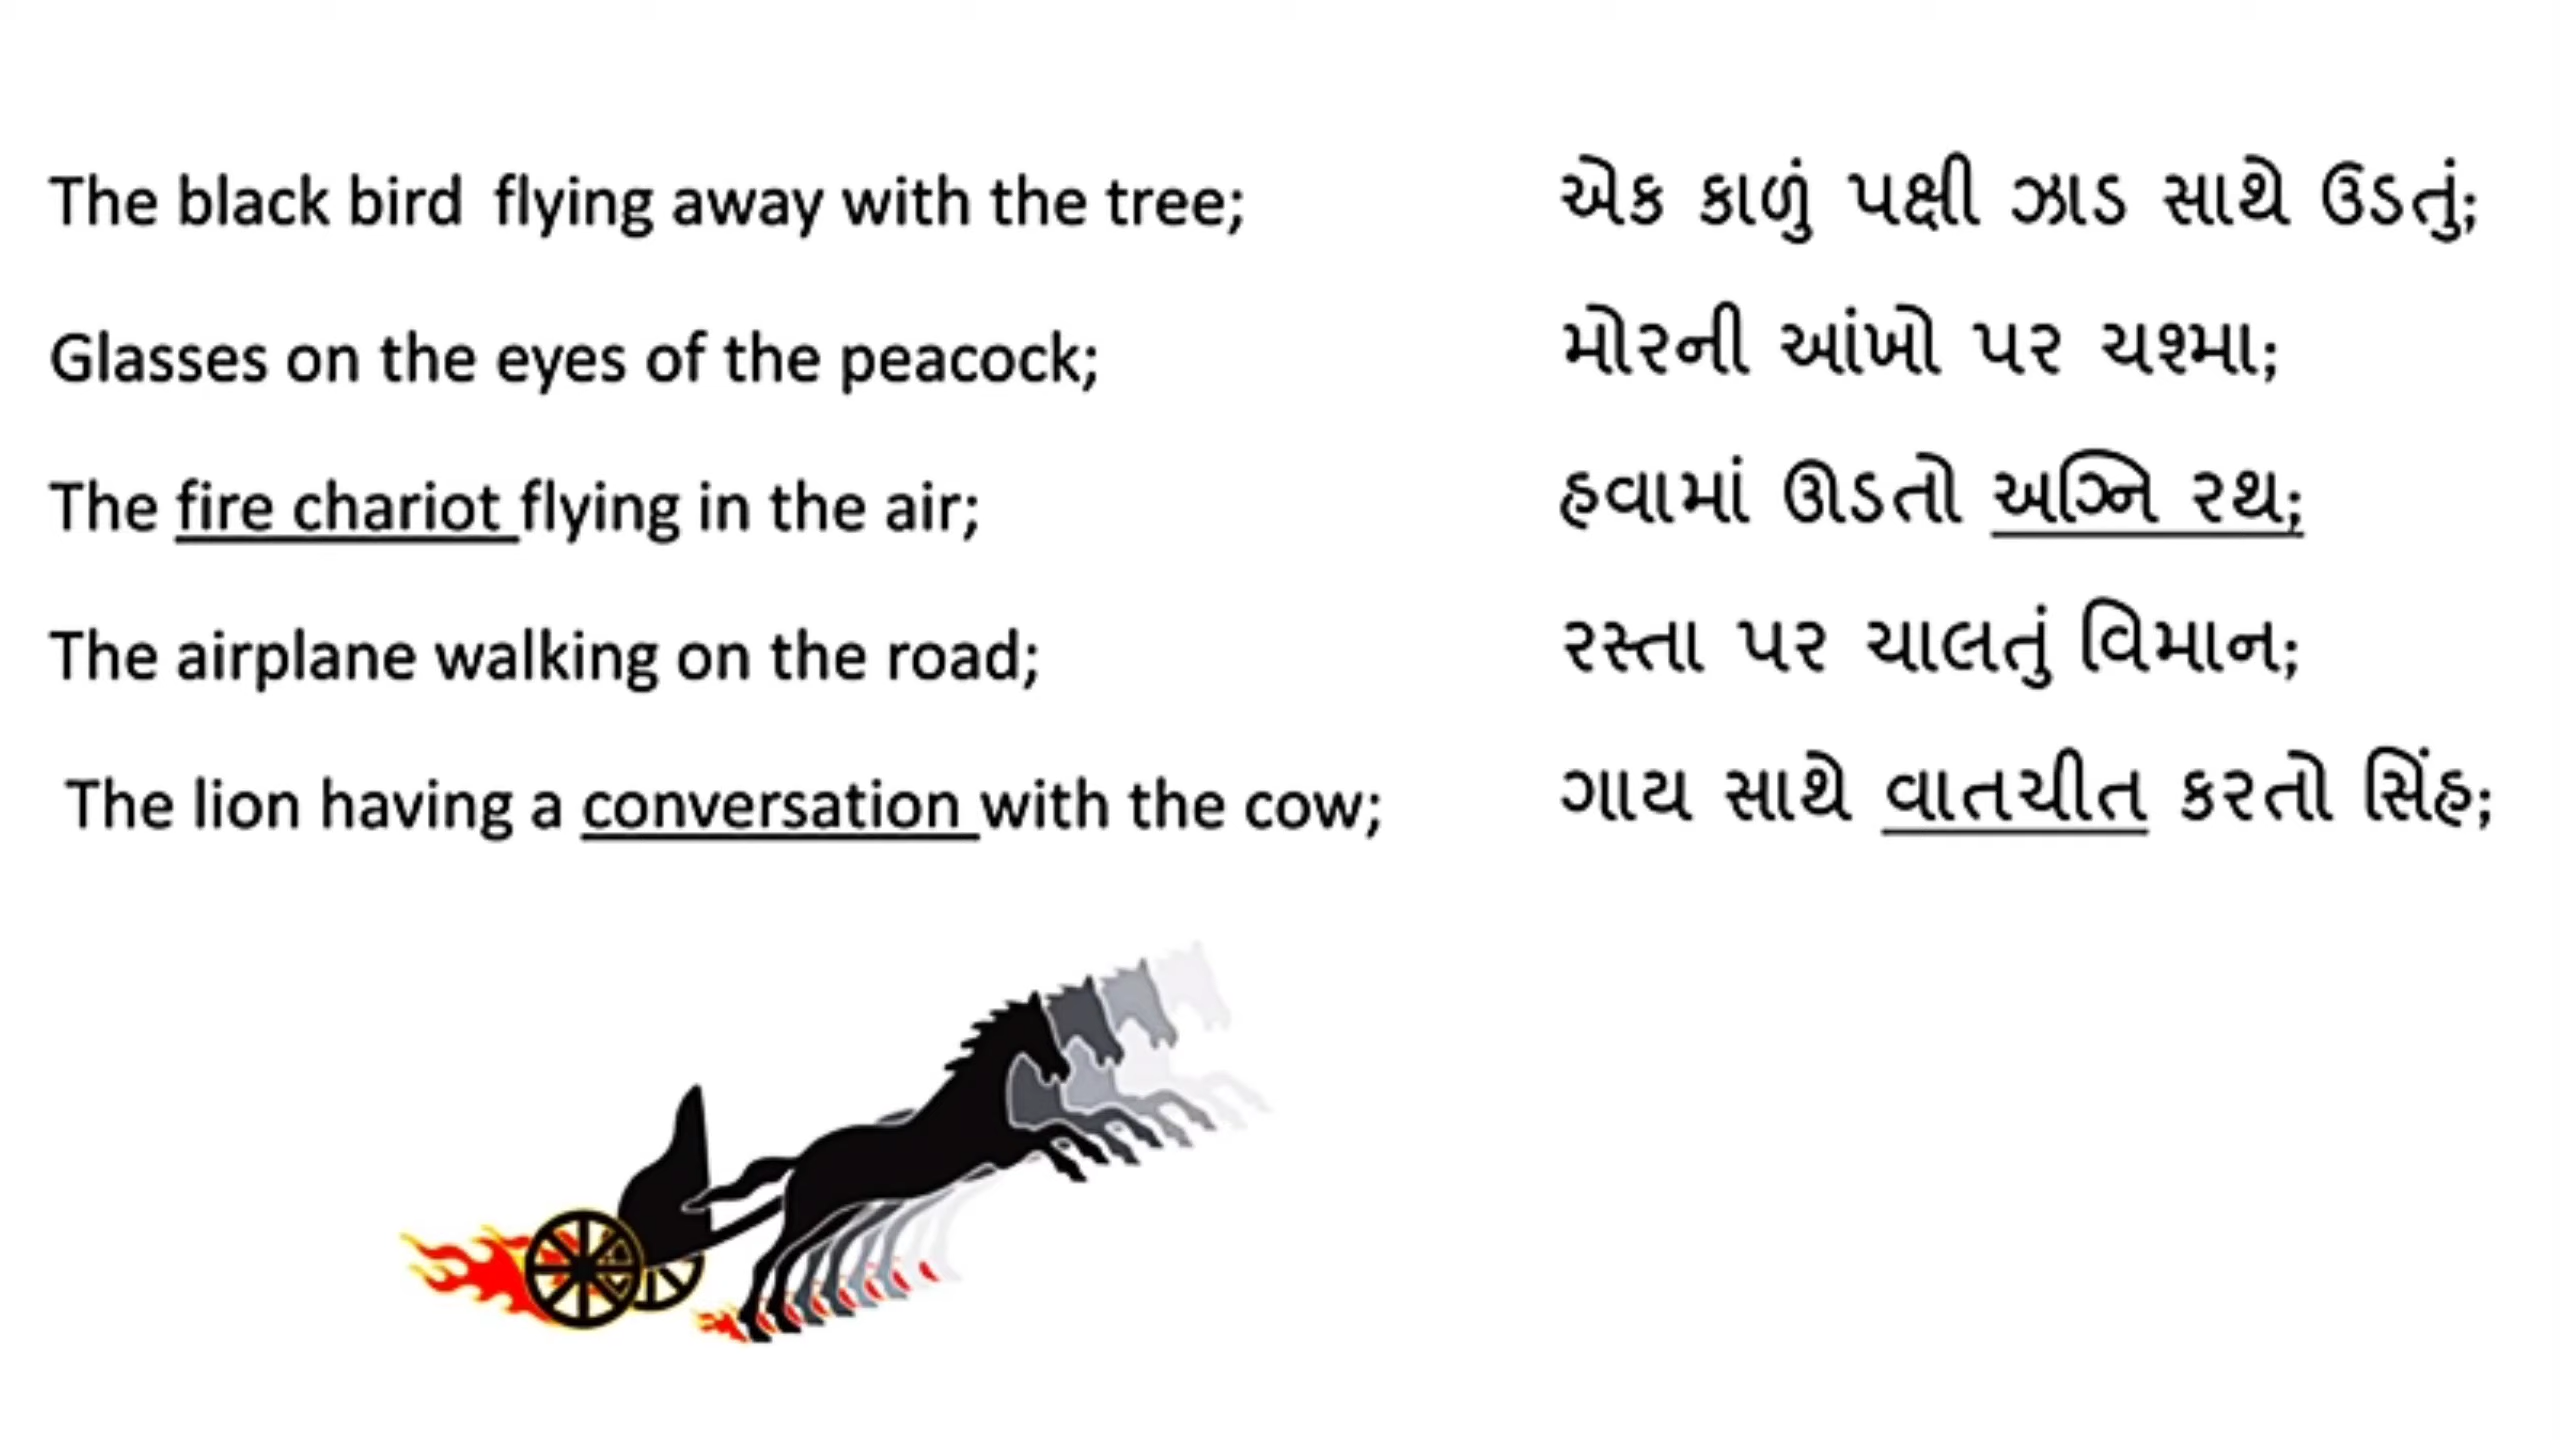 The black bird flying away with the tree;
એક કાળું પક્ષી ઝાડ સાથે ઉડતું;
Glasses on the eyes of the peacock;
મોરની આંખો પર ચશ્મા;
The fire chariot flying in the air;
હવામાં ઊડતો અગ્નિ રથ;
The airplane walking on the road;
રસ્તા પર ચાલતું વિમાન;
The lion having a conversation with the cow;
ગાય સાથે વાતચીત કરતો સિંહ;